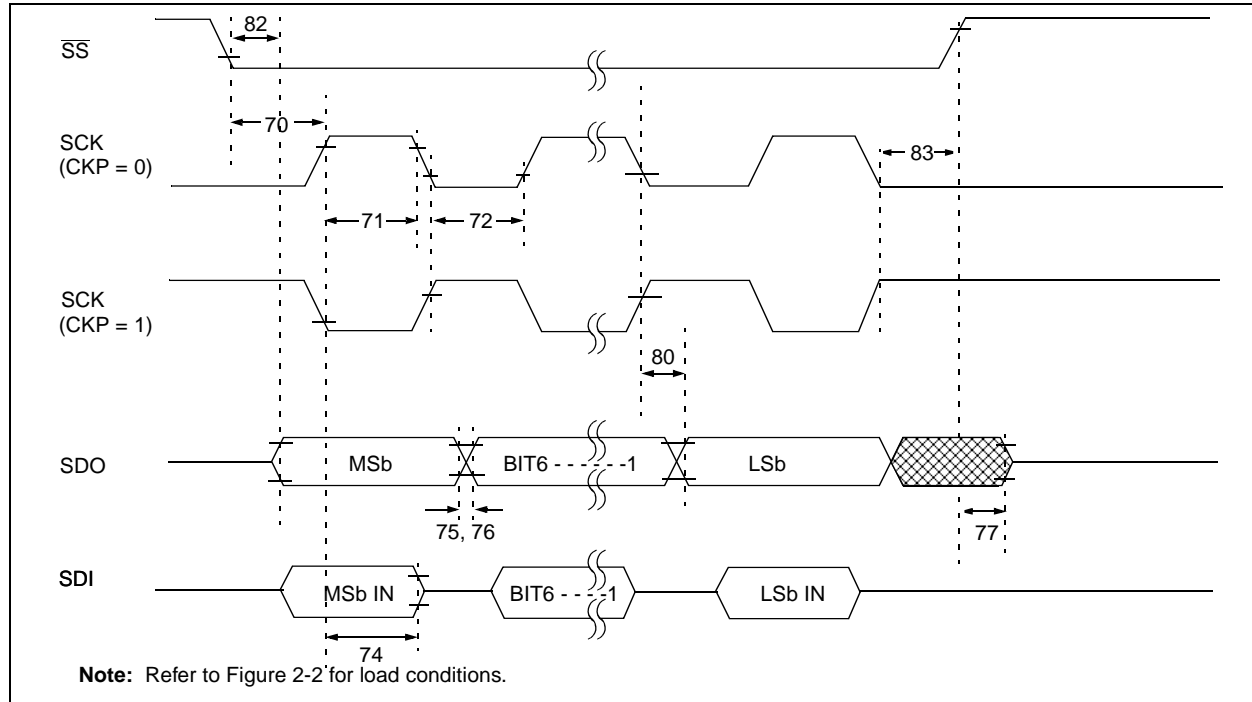 82
SS
70
SCK
(CKP = 0)
83
71
72
SCK
(CKP = 1)
80
SDO
MSb
BIT6 - - - - - -1
LSb
75, 76
77
SDI
MSb IN
BIT6 - - - -1
LSb IN
74
Note: Refer to Figure 2-2 for load conditions.